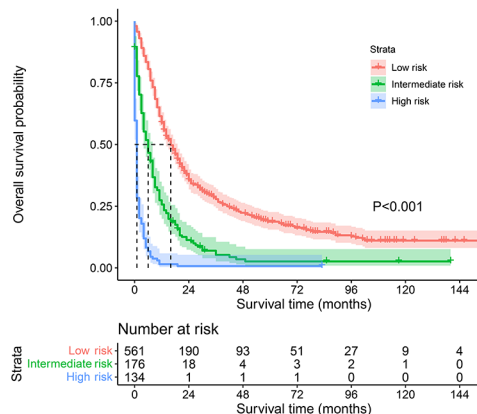 1.00
0.75
0.50
0.25
0.00
Overall survival probability
Strata
Low risk
Intermediate risk
High risk
P<0.001
0 24 48 72 96 120 144
Survival time (months)
Number at risk
Strata
Low risk 561 190 93 51 27 9 4
Intermediate risk 176 18 4 3 2 1 0
High risk 134 1 1 1 0 0 0
0 24 48 72 96 120 144
Survival time (months)